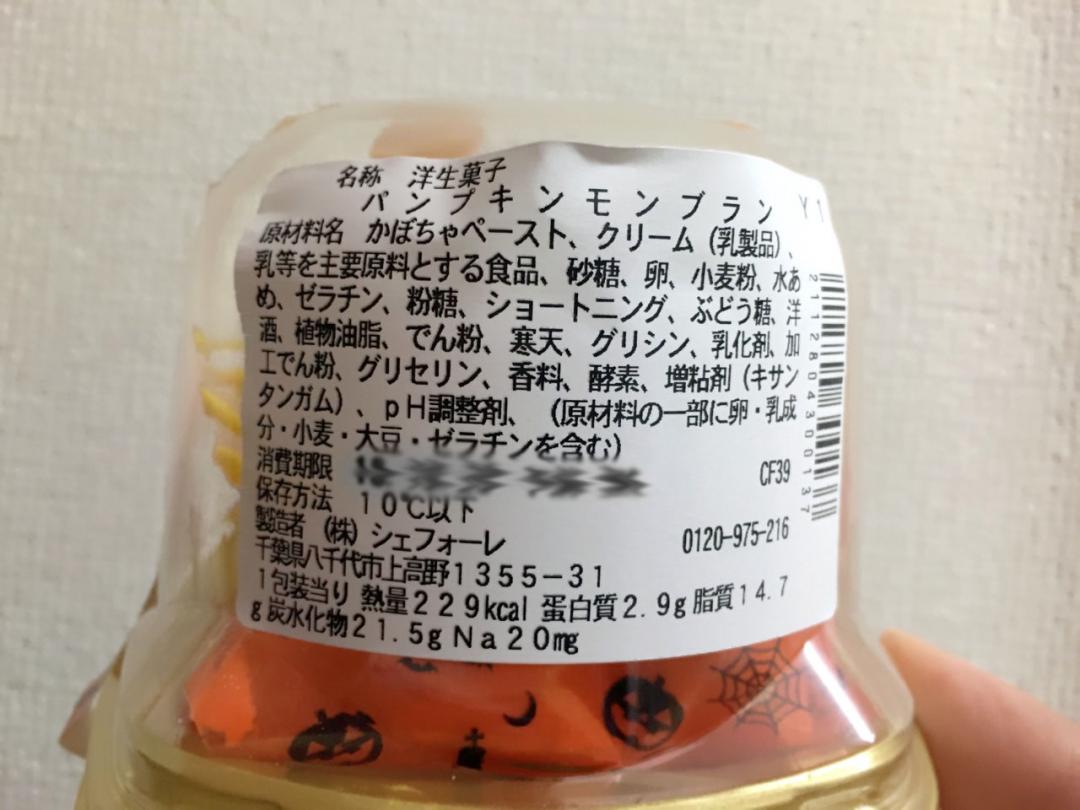 名称 洋生菓子
パンプキンモンブラン Y1
原材料名 かぼちゃペースト、クリーム(乳製品)、
乳等を主要原料とする食品、砂糖、卵、小麦粉、水あ
め、ゼラチン、粉糖、ショートニング、ぶどう糖、洋
酒、植物油脂、でん粉、寒天、グリシン、乳化剤、加
工でん粉、グリセリン、香料、酵素、増粘剤(キサン
タンガム)、pH調整剤、(原材料の一部に卵・乳成
分・小麦・大豆・ゼラチンを含む)
消費期限
CF39
保存方法 10℃以下
製造者 (株)シェフォーレ 0120-975-216
千葉県八千代市上高野1355-31
1包装当り 熱量229kcal 蛋白質2.9g 脂質14.7
g 炭水化物21.5g Na20mg
2112804300137